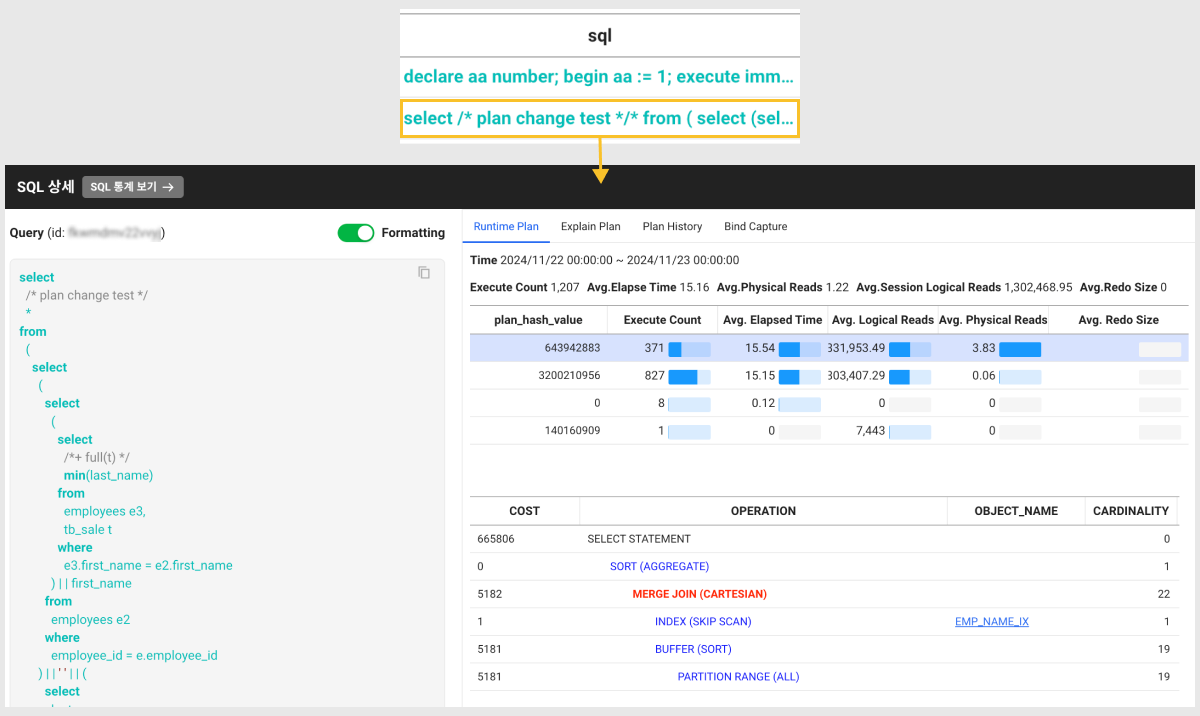 sql
declare aa number; begin aa := 1; execute imm...
select /* plan change test */* from ( select (sel...
SQL 상세 SQL 통계 보기 →
Query (id: ) Formatting
select
/* plan change test */
*
from
(
select
(
select
(
select
/*+ full(t) */
min(last_name)
from
employees e3,
tb_sale t
where
e3.first_name = e2.first_name
) || first_name
from
employees e2
where
employee_id = e.employee_id
) || ' ' || (
select
Runtime Plan Explain Plan Plan History Bind Capture
Time 2024/11/22 00:00:00 ~ 2024/11/23 00:00:00
Execute Count 1,207 Avg.Elapse Time 15.16 Avg.Physical Reads 1.22 Avg.Session Logical Reads 1,302,468.95 Avg.Redo Size 0
plan_hash_value Execute Count Avg. Elapsed Time Avg. Logical Reads Avg. Physical Reads Avg. Redo Size
643942883 371 15.54 331,953.49 3.83
3200210956 827 15.15 303,407.29 0.06
0 8 0.12 0 0
140160909 1 0 7,443 0
COST OPERATION OBJECT_NAME CARDINALITY
665806 SELECT STATEMENT 0
0 SORT (AGGREGATE) 1
5182 MERGE JOIN (CARTESIAN) 22
1 INDEX (SKIP SCAN) EMP_NAME_IX 1
5181 BUFFER (SORT) 19
5181 PARTITION RANGE (ALL) 19